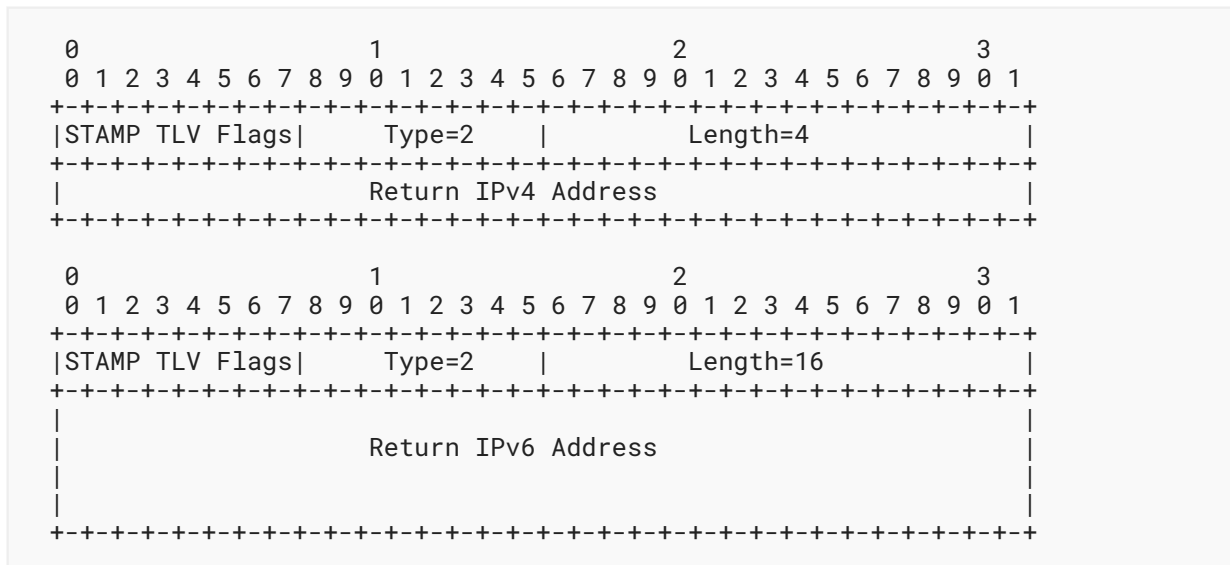 0                   1                   2                   3
 0 1 2 3 4 5 6 7 8 9 0 1 2 3 4 5 6 7 8 9 0 1 2 3 4 5 6 7 8 9 0 1
+-+-+-+-+-+-+-+-+-+-+-+-+-+-+-+-+-+-+-+-+-+-+-+-+-+-+-+-+-+-+-+-+
|STAMP TLV Flags|     Type=2    |         Length=4              |
+-+-+-+-+-+-+-+-+-+-+-+-+-+-+-+-+-+-+-+-+-+-+-+-+-+-+-+-+-+-+-+-+
|                    Return IPv4 Address                        |
+-+-+-+-+-+-+-+-+-+-+-+-+-+-+-+-+-+-+-+-+-+-+-+-+-+-+-+-+-+-+-+-+

 0                   1                   2                   3
 0 1 2 3 4 5 6 7 8 9 0 1 2 3 4 5 6 7 8 9 0 1 2 3 4 5 6 7 8 9 0 1
+-+-+-+-+-+-+-+-+-+-+-+-+-+-+-+-+-+-+-+-+-+-+-+-+-+-+-+-+-+-+-+-+
|STAMP TLV Flags|     Type=2    |         Length=16             |
+-+-+-+-+-+-+-+-+-+-+-+-+-+-+-+-+-+-+-+-+-+-+-+-+-+-+-+-+-+-+-+-+
|                                                               |
|                    Return IPv6 Address                        |
|                                                               |
|                                                               |
+-+-+-+-+-+-+-+-+-+-+-+-+-+-+-+-+-+-+-+-+-+-+-+-+-+-+-+-+-+-+-+-+